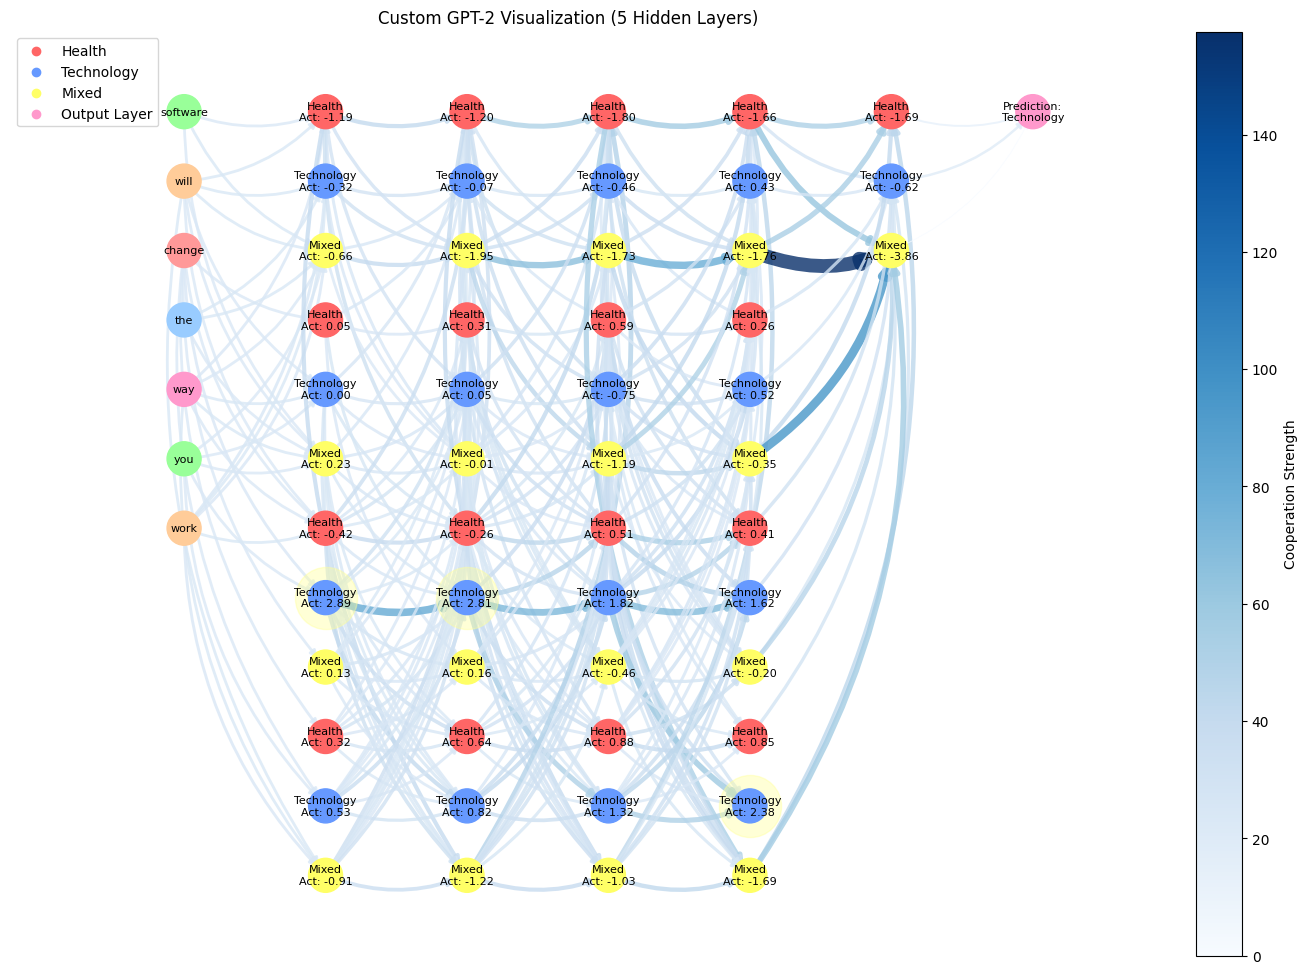 Custom GPT-2 Visualization (5 Hidden Layers)
Health
Technology
Mixed
Output Layer
software
will
change
the
way
you
work
Health
Act: -1.19
Technology
Act: -0.32
Mixed
Act: -0.66
Health
Act: 0.05
Technology
Act: 0.00
Mixed
Act: 0.23
Health
Act: -0.42
Technology
Act: 2.89
Mixed
Act: 0.13
Health
Act: 0.32
Technology
Act: 0.53
Mixed
Act: -0.91
Health
Act: -1.20
Technology
Act: -0.07
Mixed
Act: -1.95
Health
Act: 0.31
Technology
Act: 0.05
Mixed
Act: -0.01
Health
Act: -0.26
Technology
Act: 2.81
Mixed
Act: 0.16
Health
Act: 0.64
Technology
Act: 0.82
Mixed
Act: -1.22
Health
Act: -1.80
Technology
Act: -0.46
Mixed
Act: -1.73
Health
Act: 0.59
Technology
Act: -0.75
Mixed
Act: -1.19
Health
Act: 0.51
Technology
Act: 1.82
Mixed
Act: -0.46
Health
Act: 0.88
Technology
Act: 1.32
Mixed
Act: -1.03
Health
Act: -1.66
Technology
Act: 0.43
Mixed
Act: -1.76
Health
Act: 0.26
Technology
Act: 0.52
Mixed
Act: -0.35
Health
Act: 0.41
Technology
Act: 1.62
Mixed
Act: -0.20
Health
Act: 0.85
Technology
Act: 2.38
Mixed
Act: -1.69
Health
Act: -1.69
Technology
Act: -0.62
Mixed
Act: -3.86
Prediction:
Technology
140
120
100
80
60
40
20
0
Cooperation Strength